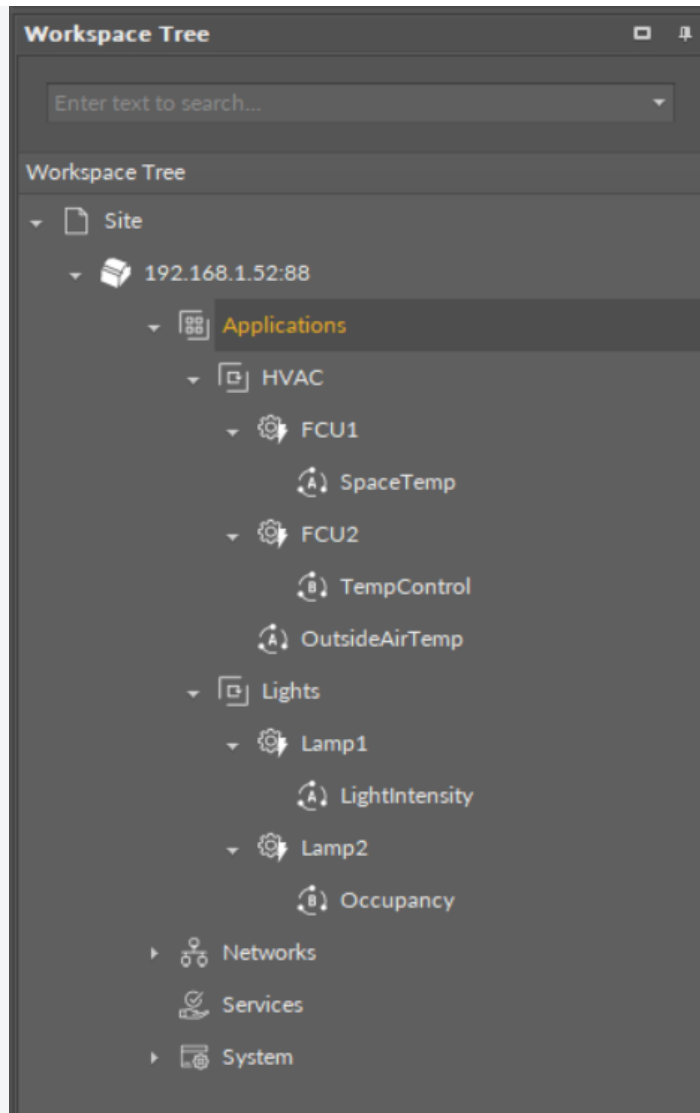 Workspace Tree
Enter text to search...
Workspace Tree
Site
192.168.1.52:88
Applications
HVAC
FCU1
A SpaceTemp
FCU2
B TempControl
A OutsideAirTemp
Lights
Lamp1
A LightIntensity
Lamp2
B Occupancy
Networks
Services
System